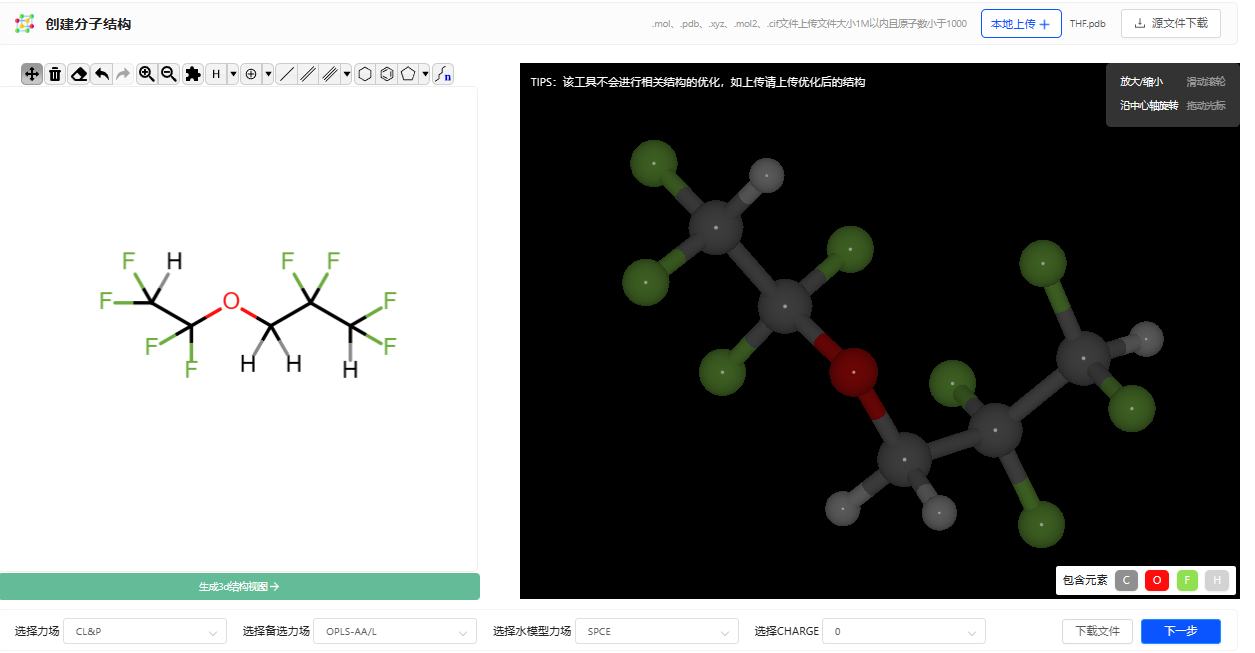 创建分子结构
.mol、.pdb、.xyz、.mol2、.cif文件上传文件大小1M以内且原子数小于1000
本地上传
THF.pdb
源文件下载
H
n
TIPS：该工具不会进行相关结构的优化，如上传请上传优化后的结构
放大/缩小 滑动滚轮
沿中心轴旋转 拖动光标
F H F F
F O F
F F
F H H H
生成3d结构视图
包含元素 C O F H
选择力场 CL&P
选择备选力场 OPLS-AA/L
选择水模型力场 SPCE
选择CHARGE 0
下载文件
下一步